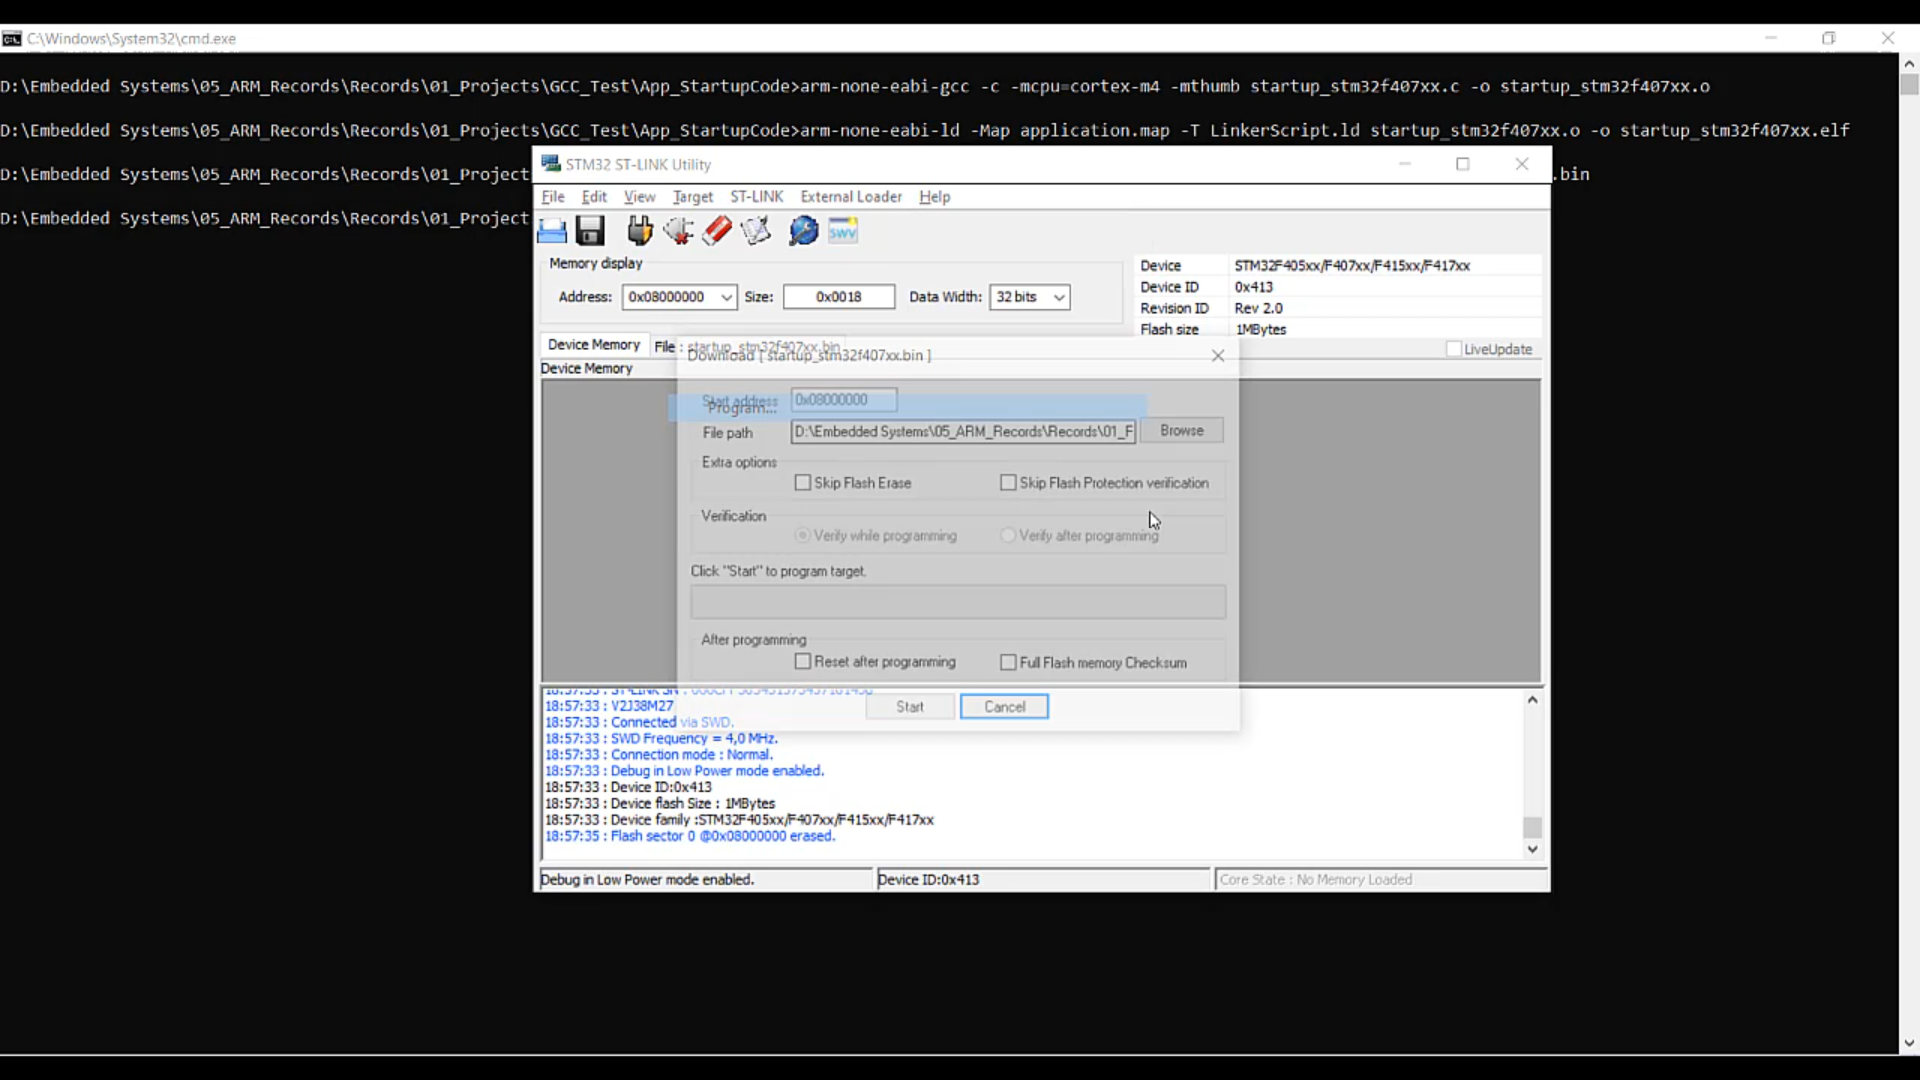 C:\Windows\System32\cmd.exe
D:\Embedded Systems\05_ARM_Records\Records\01_Projects\GCC_Test\App_StartupCode>arm-none-eabi-gcc -c -mcpu=cortex-m4 -mthumb startup_stm32f407xx.c -o startup_stm32f407xx.o
D:\Embedded Systems\05_ARM_Records\Records\01_Projects\GCC_Test\App_StartupCode>arm-none-eabi-ld -Map application.map -T LinkerScript.ld startup_stm32f407xx.o -o startup_stm32f407xx.elf
D:\Embedded Systems\05_ARM_Records\Records\01_Project .bin
D:\Embedded Systems\05_ARM_Records\Records\01_Project
STM32 ST-LINK Utility
File Edit View Target ST-LINK External Loader Help
SWV
Memory display
Address: 0x08000000 Size: 0x0018 Data Width: 32 bits
Device STM32F405xx/F407xx/F415xx/F417xx
Device ID 0x413
Revision ID Rev 2.0
Flash size 1MBytes
LiveUpdate
Device Memory File : startup_stm32f407xx.bin
Device Memory
Download [ startup_stm32f407xx.bin ]
Start address 0x08000000
Program...
File path D:\Embedded Systems\05_ARM_Records\Records\01_F Browse
Extra options
Skip Flash Erase Skip Flash Protection verification
Verification
Verify while programming Verify after programming
Click "Start" to program target.
After programming
Reset after programming Full Flash memory Checksum
Start Cancel
18:57:33 : V2J38M27
18:57:33 : Connected via SWD.
18:57:33 : SWD Frequency = 4,0 MHz.
18:57:33 : Connection mode : Normal.
18:57:33 : Debug in Low Power mode enabled.
18:57:33 : Device ID:0x413
18:57:33 : Device flash Size : 1MBytes
18:57:33 : Device family :STM32F405xx/F407xx/F415xx/F417xx
18:57:35 : Flash sector 0 @0x08000000 erased.
Debug in Low Power mode enabled. Device ID:0x413 Core State : No Memory Loaded